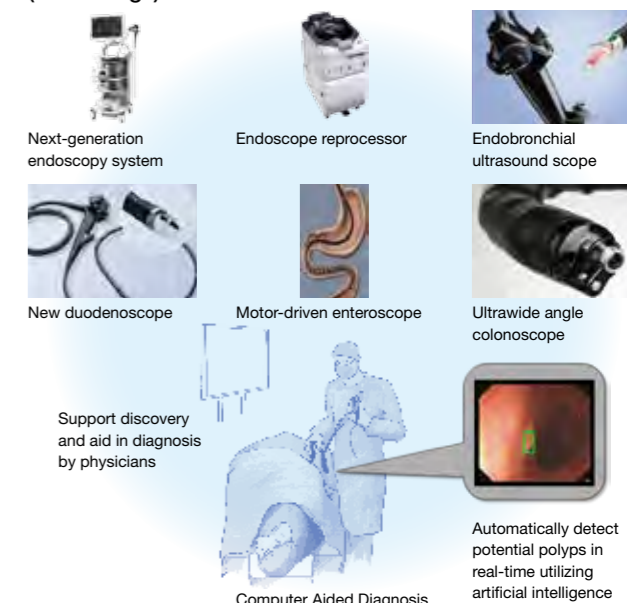 Next-generation
endoscopy system
Endoscope reprocessor
Endobronchial
ultrasound scope
New duodenoscope
Motor-driven enteroscope
Ultrawide angle
colonoscope
Support discovery
and aid in diagnosis
by physicians
Automatically detect
potential polyps in
real-time utilizing
artificial intelligence
Computer Aided Diagnosis